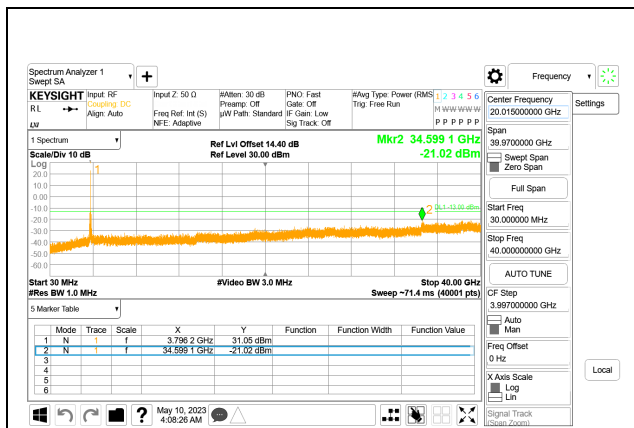 Spectrum Analyzer 1
Swept SA
+
Frequency
KEYSIGHT
RL
LXI
Input: RF
Coupling: DC
Align: Auto
Input Z: 50 Ω
Freq Ref: Int (S)
NFE: Adaptive
#Atten: 30 dB
Preamp: Off
µW Path: Standard
PNO: Fast
Gate: Off
IF Gain: Low
Sig Track: Off
#Avg Type: Power (RMS
Trig: Free Run
1 2 3 4 5 6
M W W W W W
P P P P P P
Center Frequency
20.015000000 GHz
Settings
Span
39.9700000 GHz
Swept Span
Zero Span
Full Span
Start Freq
30.000000 MHz
Stop Freq
40.000000000 GHz
AUTO TUNE
CF Step
3.997000000 GHz
Auto
Man
Freq Offset
0 Hz
X Axis Scale
Log
Lin
Signal Track
(Span Zoom)
Local
1 Spectrum
Scale/Div 10 dB
Ref Lvl Offset 14.40 dB
Ref Level 30.00 dBm
Mkr2 34.599 1 GHz
-21.02 dBm
Log
20.0
10.0
0.00
-10.0
-20.0
-30.0
-40.0
-50.0
-60.0
1
2
DL1 -13.00 dBm
Start 30 MHz
#Res BW 1.0 MHz
#Video BW 3.0 MHz
Stop 40.00 GHz
Sweep ~71.4 ms (40001 pts)
5 Marker Table
Mode Trace Scale X Y Function Function Width Function Value
1 N 1 f 3.796 2 GHz 31.05 dBm
2 N 1 f 34.599 1 GHz -21.02 dBm
3
4
5
6
?
May 10, 2023
4:08:26 AM